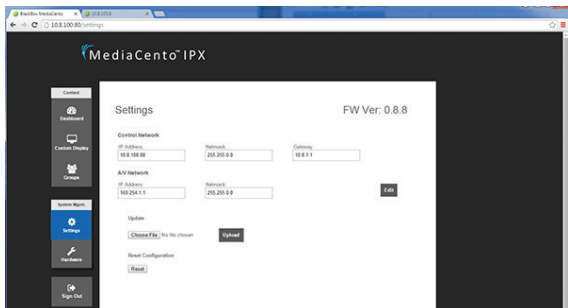 BlackBox MediaCento
10.8.100.80/settings
MediaCento™ IPX
Content
Dashboard
Custom Display
Groups
System Mgmt.
Settings
Hardware
Sign Out
Settings
FW Ver: 0.8.8
Control Network
IP Address: Netmask: Gateway:
10.8.100.80 255.255.0.0 10.8.1.1
A/V Network
IP Address: Netmask:
169.254.1.1 255.255.0.0
Edit
Update
Choose File No file chosen Upload
Reset Configuration
Reset